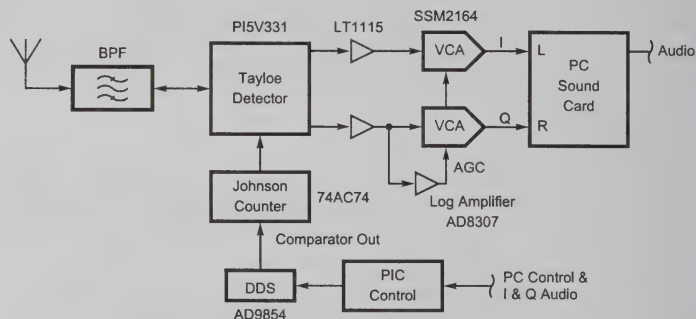 SSM2164
PI5V331
LT1115
BPF
VCA
I
L
Audio
Tayloe
Detector
PC
Sound
Card
VCA
Q
R
AGC
Johnson
Counter
74AC74
Log Amplifier
AD8307
Comparator Out
DDS
PIC
Control
PC Control &
I & Q Audio
AD9854